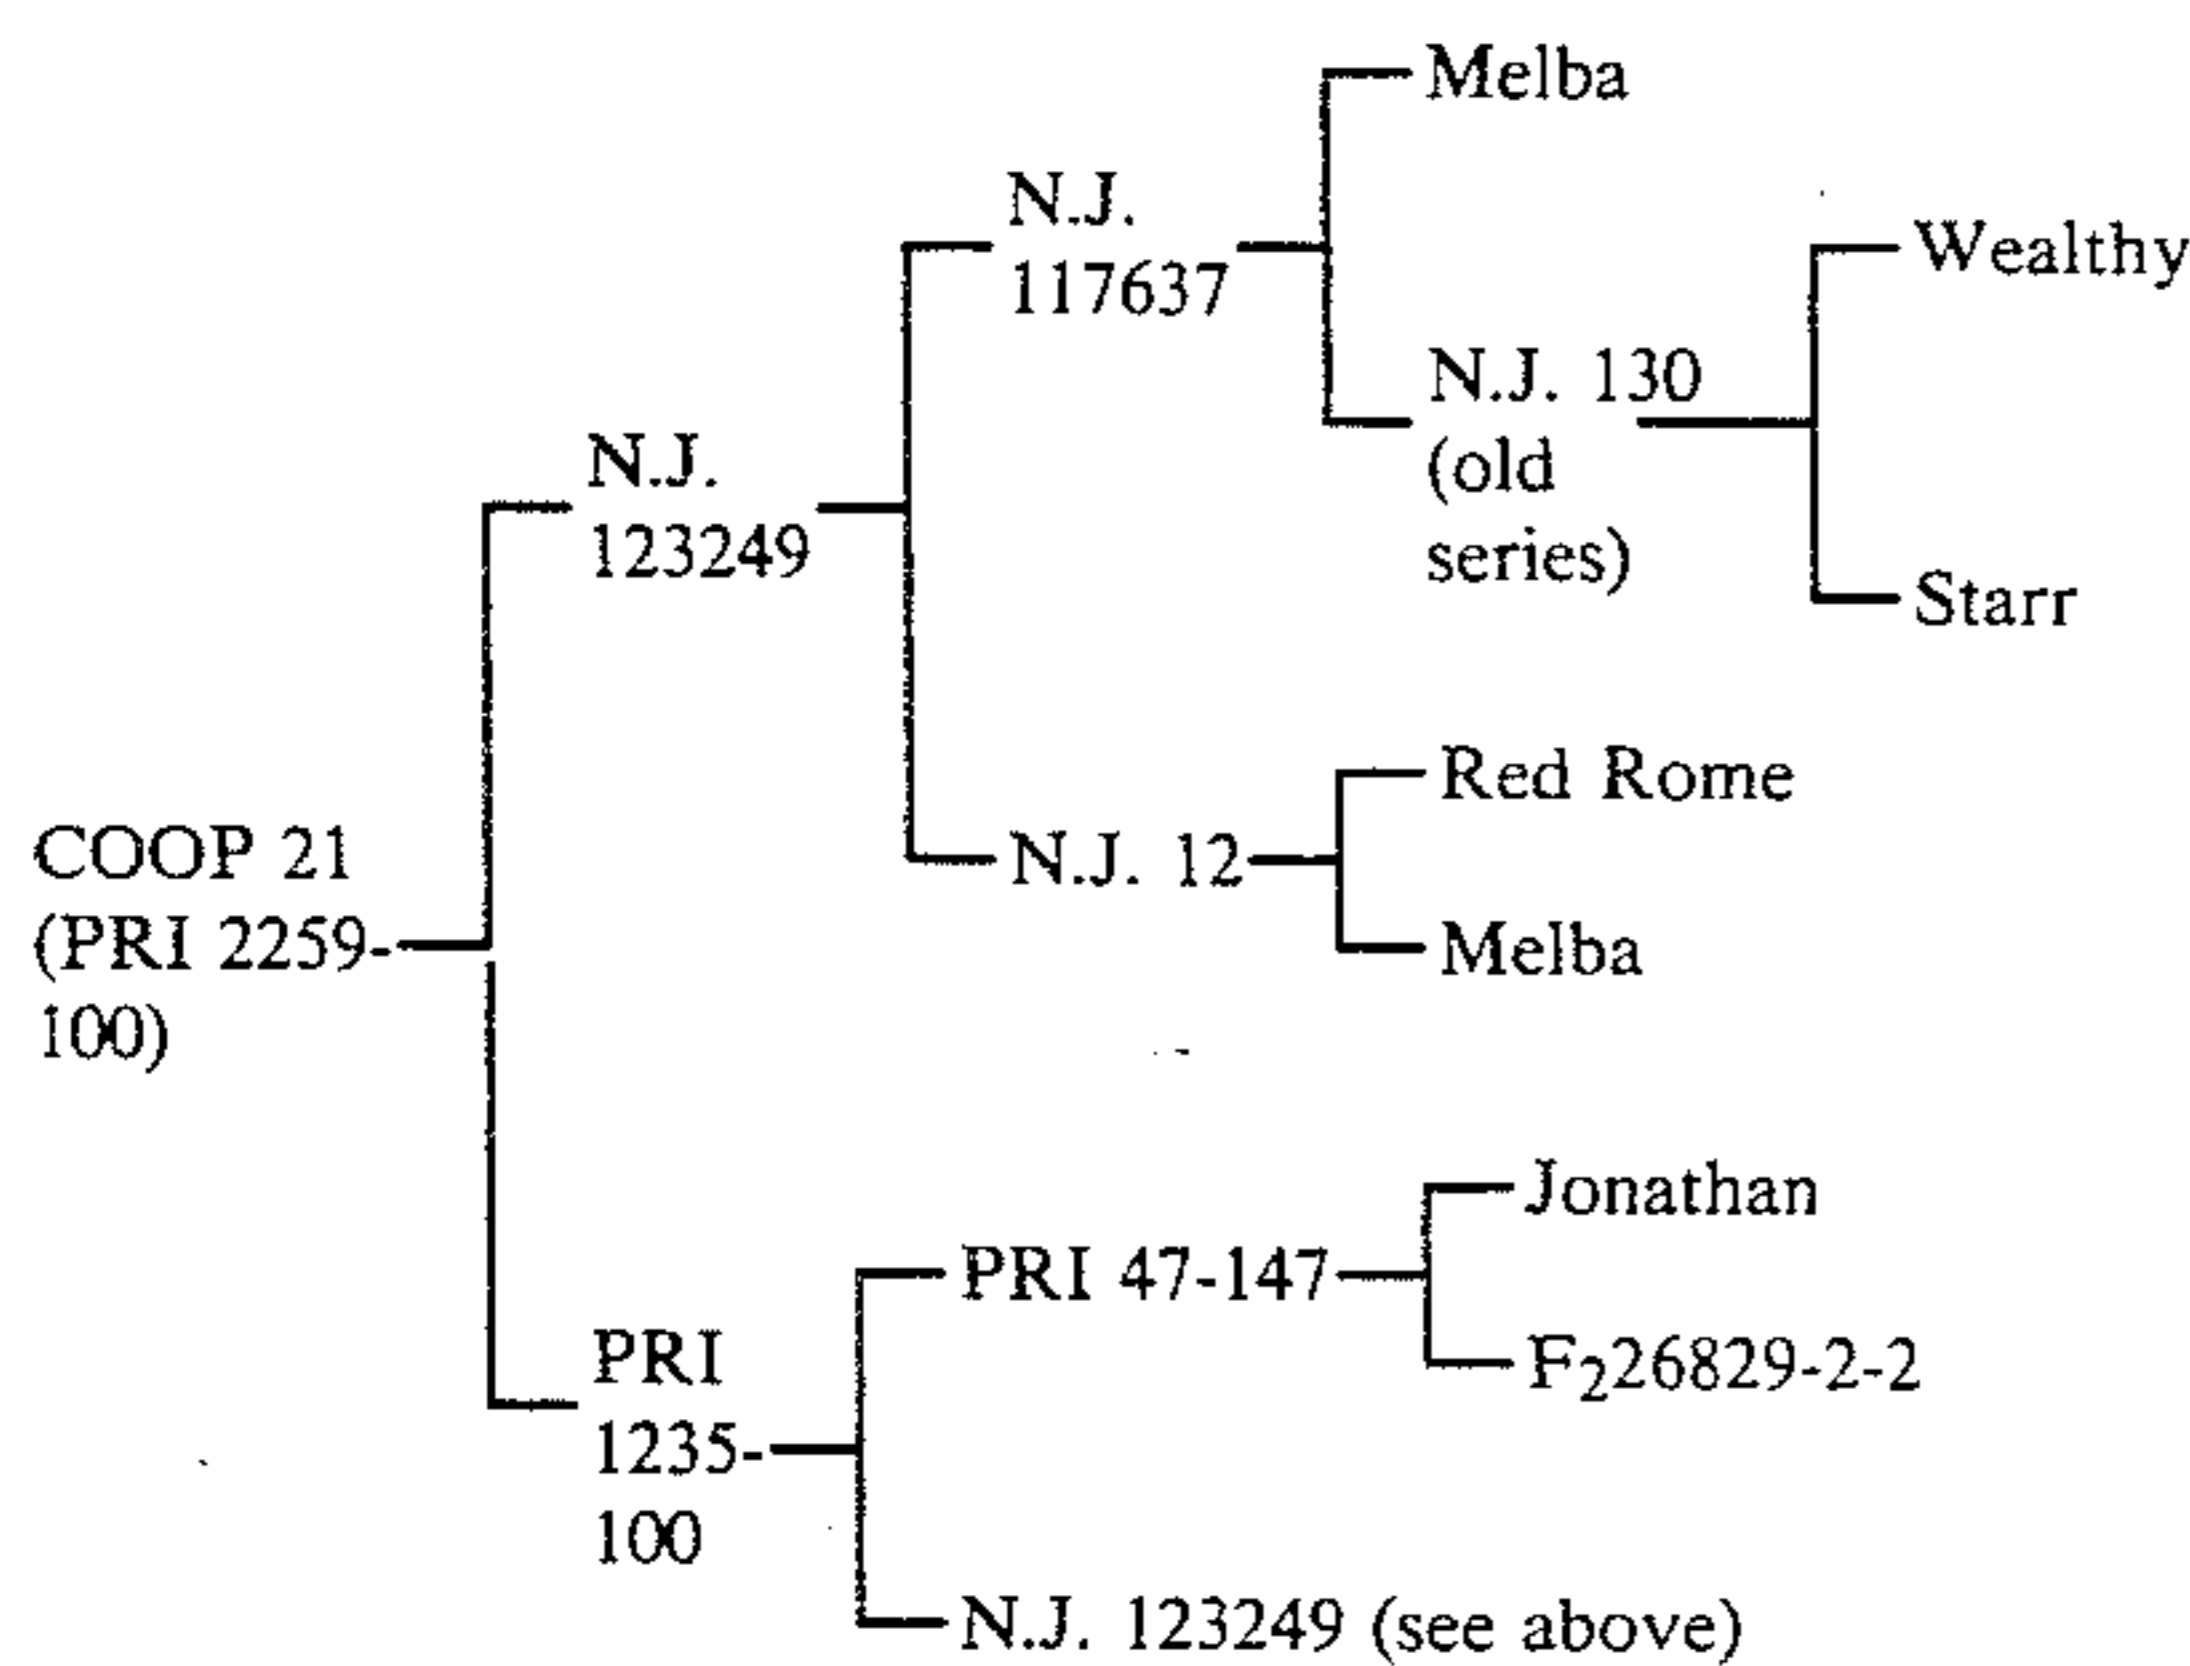 Melba
N.J.
117637
Wealthy
N.J. 130
(old
series)
N.J.
123249
Starr
Red Rome
COOP 21
(PRI 2259-
100)
N.J. 12
Melba
Jonathan
PRI 47-147
F₂26829-2-2
PRI
1235-
100
N.J. 123249 (see above)